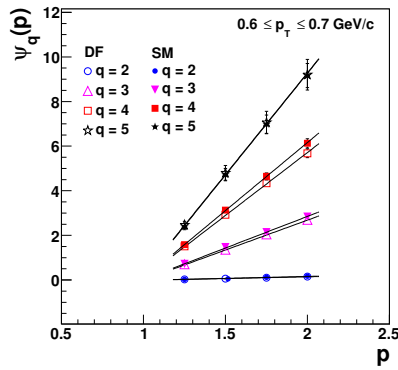 ψq(p)
0.6 ≤ pT ≤ 0.7 GeV/c
DF SM
q = 2 q = 2
q = 3 q = 3
q = 4 q = 4
q = 5 q = 5
12
10
8
6
4
2
0
0.5 1 1.5 2 2.5
p